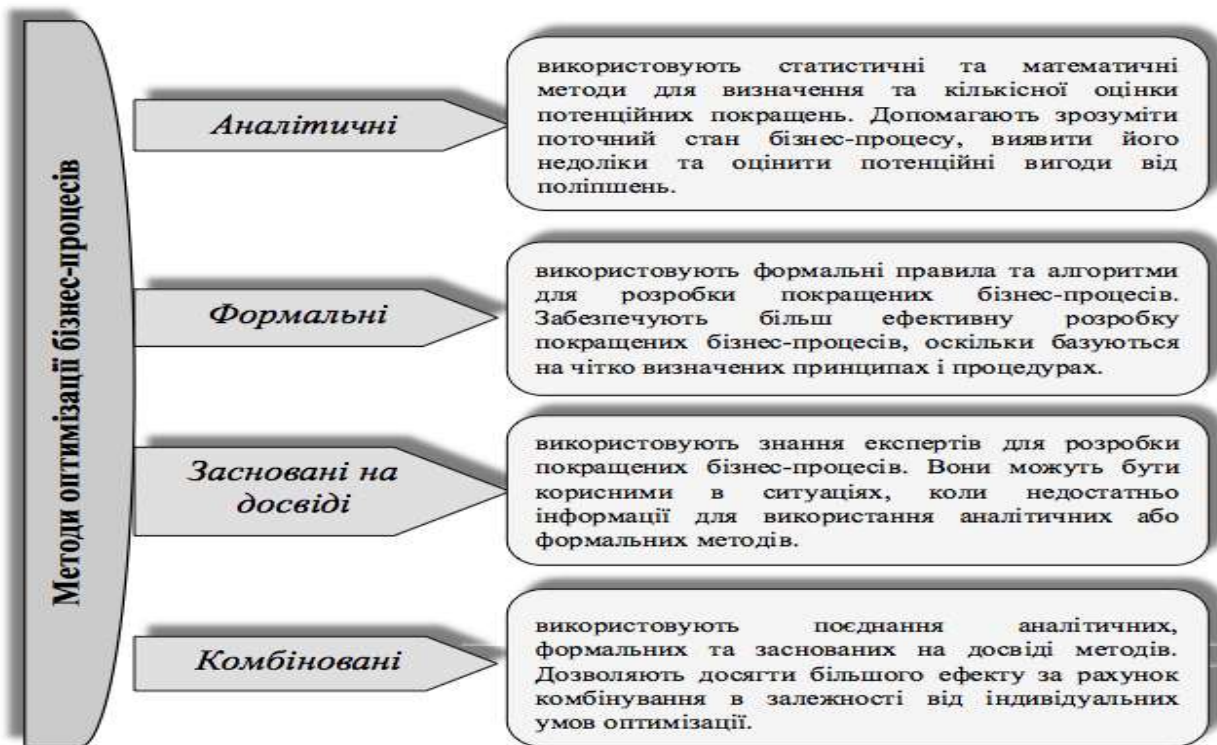 Методи оптимізації бізнес-процесів
Аналітичні
використовують статистичні та математичні
методи для визначення та кількісної оцінки
потенційних покращень. Допомагають зрозуміти
поточний стан бізнес-процесу, виявити його
недоліки та оцінити потенційні вигоди від
поліпшень.
Формальні
використовують формальні правила та алгоритми
для розробки покращених бізнес-процесів.
Забезпечують більш ефективну розробку
покращених бізнес-процесів, оскільки базуються
на чітко визначених принципах і процедурах.
Засновані на
досвіді
використовують знання експертів для розробки
покращених бізнес-процесів. Вони можуть бути
корисними в ситуаціях, коли недостатньо
інформації для використання аналітичних або
формальних методів.
Комбіновані
використовують поєднання аналітичних,
формальних та заснованих на досвіді методів.
Дозволяють досягти більшого ефекту за рахунок
комбінування в залежності від індивідуальних
умов оптимізації.